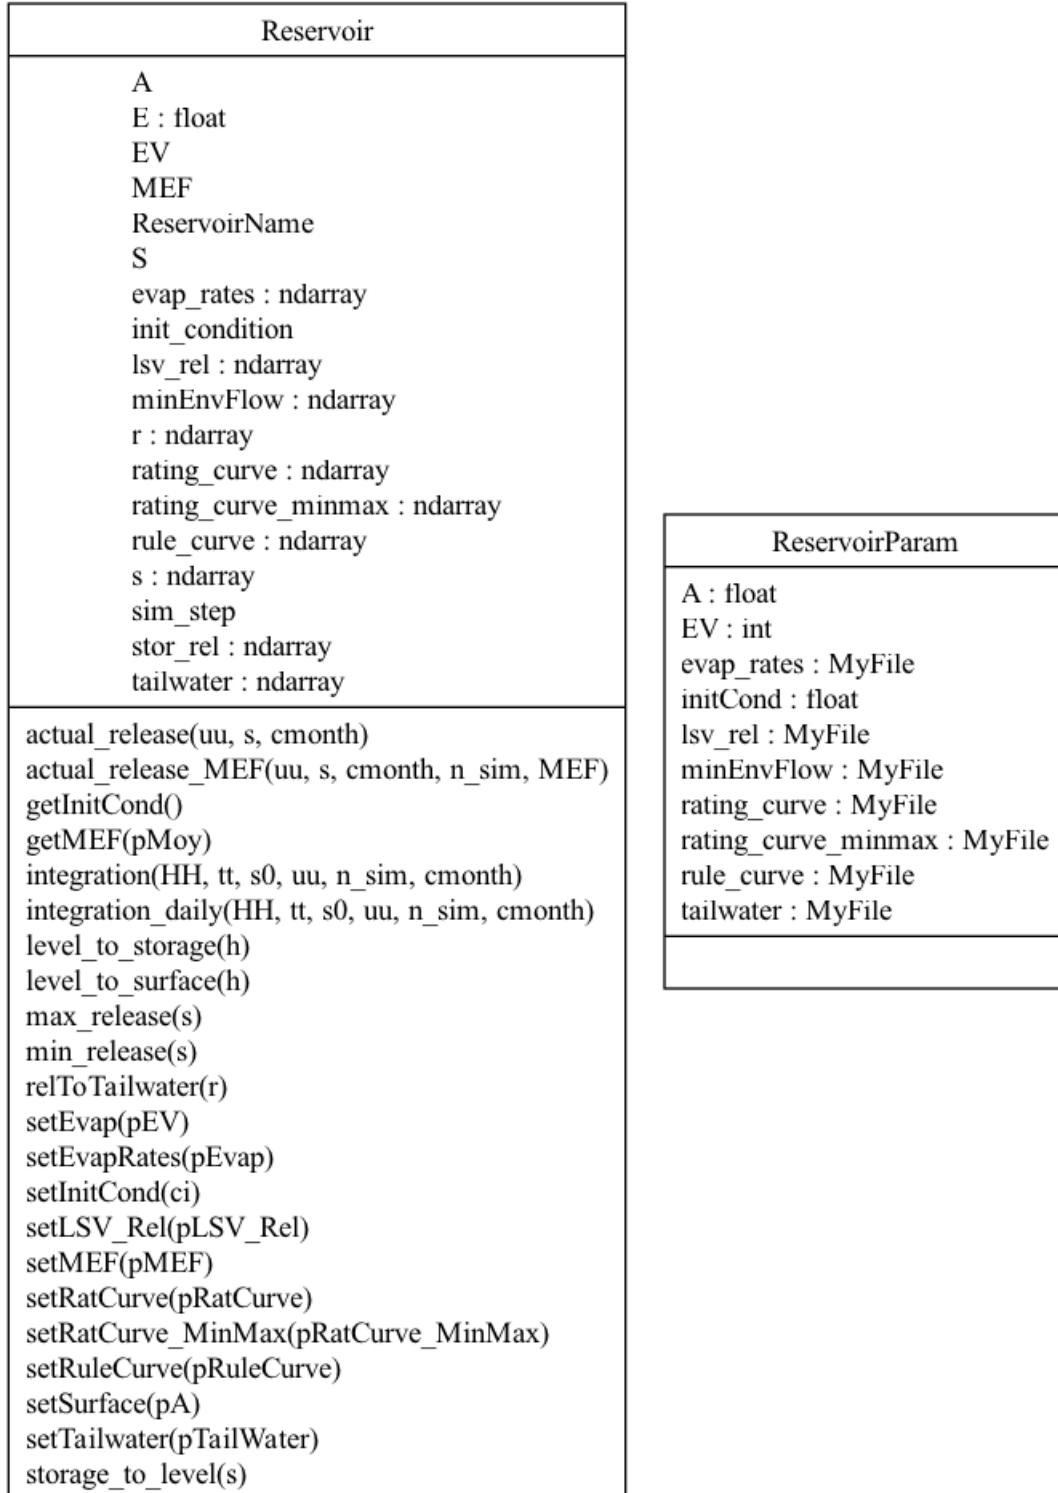 Reservoir
A
E : float
EV
MEF
ReservoirName
S
evap_rates : ndarray
init_condition
lsv_rel : ndarray
minEnvFlow : ndarray
r : ndarray
rating_curve : ndarray
rating_curve_minmax : ndarray
rule_curve : ndarray
s : ndarray
sim_step
stor_rel : ndarray
tailwater : ndarray
actual_release(uu, s, cmonth)
actual_release_MEF(uu, s, cmonth, n_sim, MEF)
getInitCond()
getMEF(pMoy)
integration(HH, tt, s0, uu, n_sim, cmonth)
integration_daily(HH, tt, s0, uu, n_sim, cmonth)
level_to_storage(h)
level_to_surface(h)
max_release(s)
min_release(s)
relToTailwater(r)
setEvap(pEV)
setEvapRates(pEvap)
setInitCond(ci)
setLSV_Rel(pLSV_Rel)
setMEF(pMEF)
setRatCurve(pRatCurve)
setRatCurve_MinMax(pRatCurve_MinMax)
setRuleCurve(pRuleCurve)
setSurface(pA)
setTailwater(pTailWater)
storage_to_level(s)
ReservoirParam
A : float
EV : int
evap_rates : MyFile
initCond : float
lsv_rel : MyFile
minEnvFlow : MyFile
rating_curve : MyFile
rating_curve_minmax : MyFile
rule_curve : MyFile
tailwater : MyFile